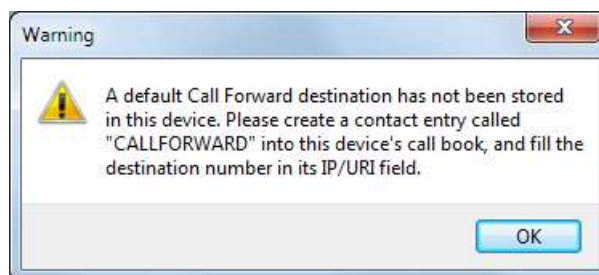 Warning
A default Call Forward destination has not been stored
in this device. Please create a contact entry called
"CALLFORWARD" into this device's call book, and fill the
destination number in its IP/URI field.
OK